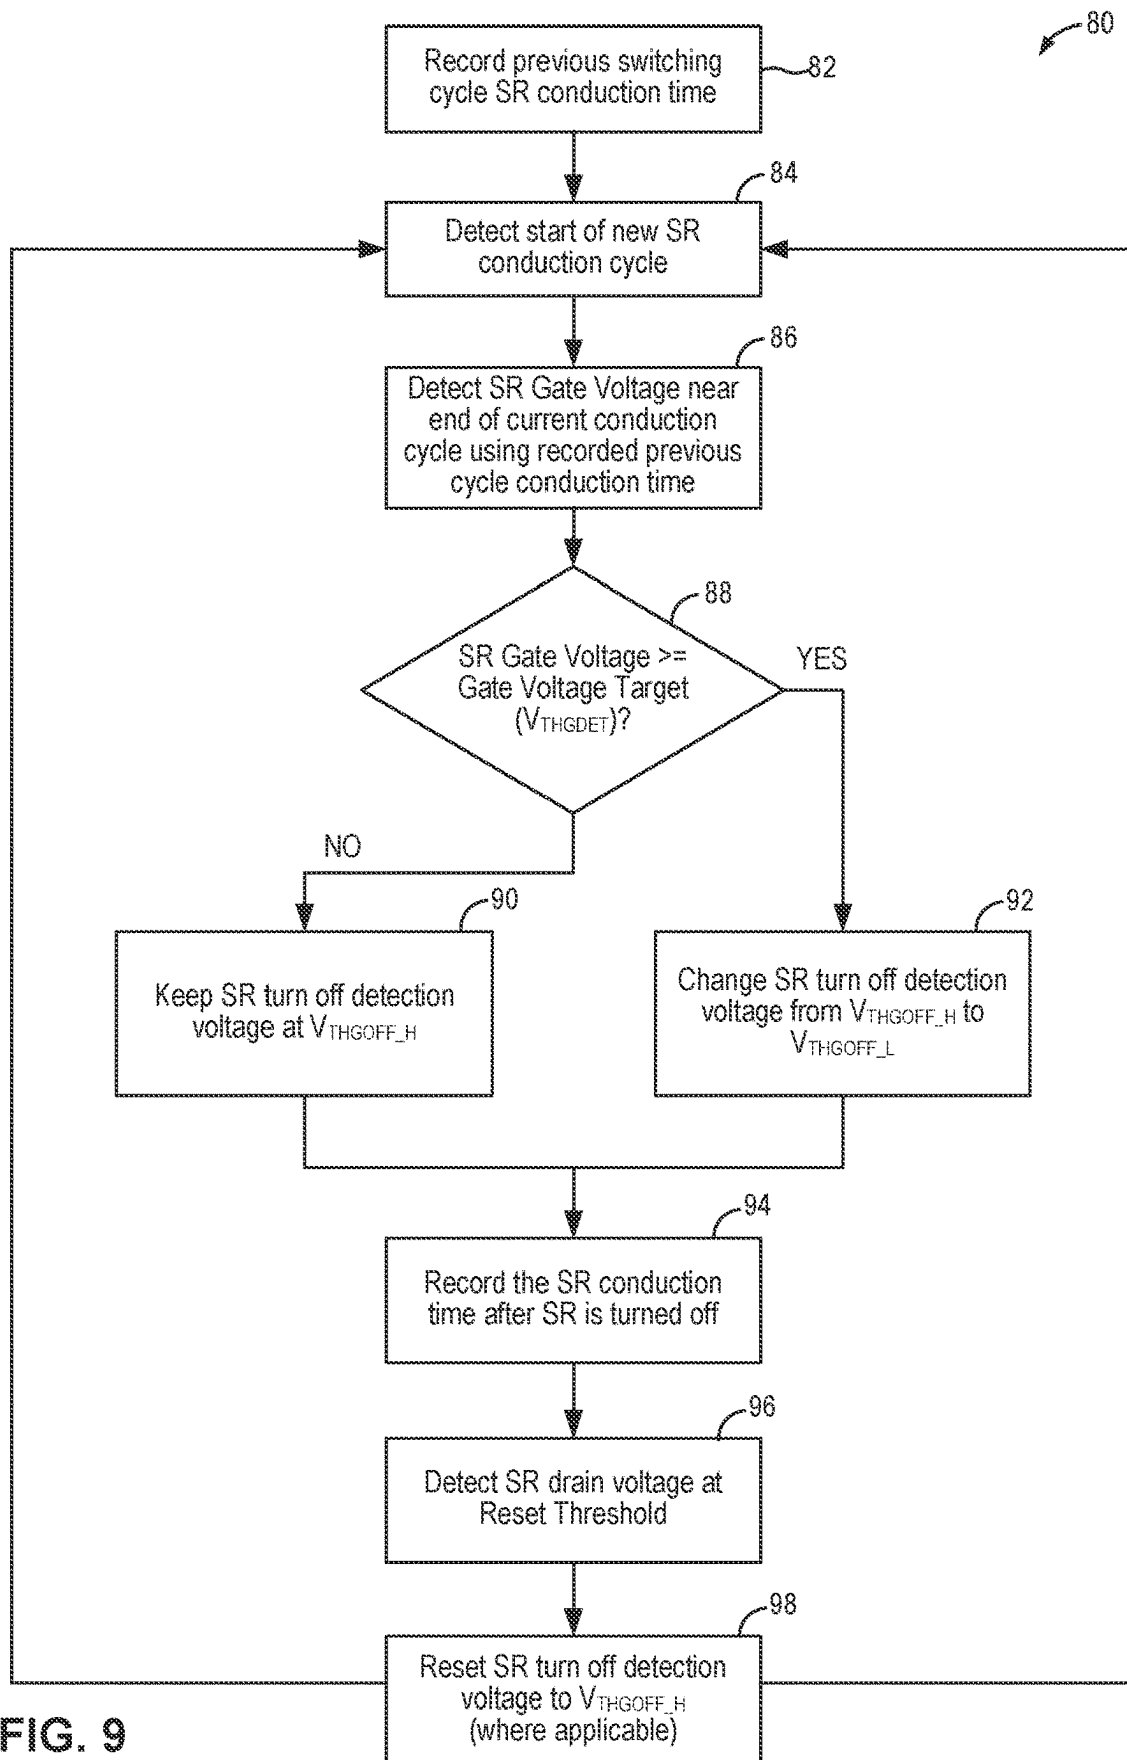 80
Record previous switching
cycle SR conduction time
82
84
Detect start of new SR
conduction cycle
86
Detect SR Gate Voltage near
end of current conduction
cycle using recorded previous
cycle conduction time
88
SR Gate Voltage >=
Gate Voltage Target
(VTHGDET)?
YES
NO
90
Keep SR turn off detection
voltage at VTHGOFF_H
92
Change SR turn off detection
voltage from VTHGOFF_H to
VTHGOFF_L
94
Record the SR conduction
time after SR is turned off
96
Detect SR drain voltage at
Reset Threshold
98
Reset SR turn off detection
voltage to VTHGOFF_H
(where applicable)
FIG. 9